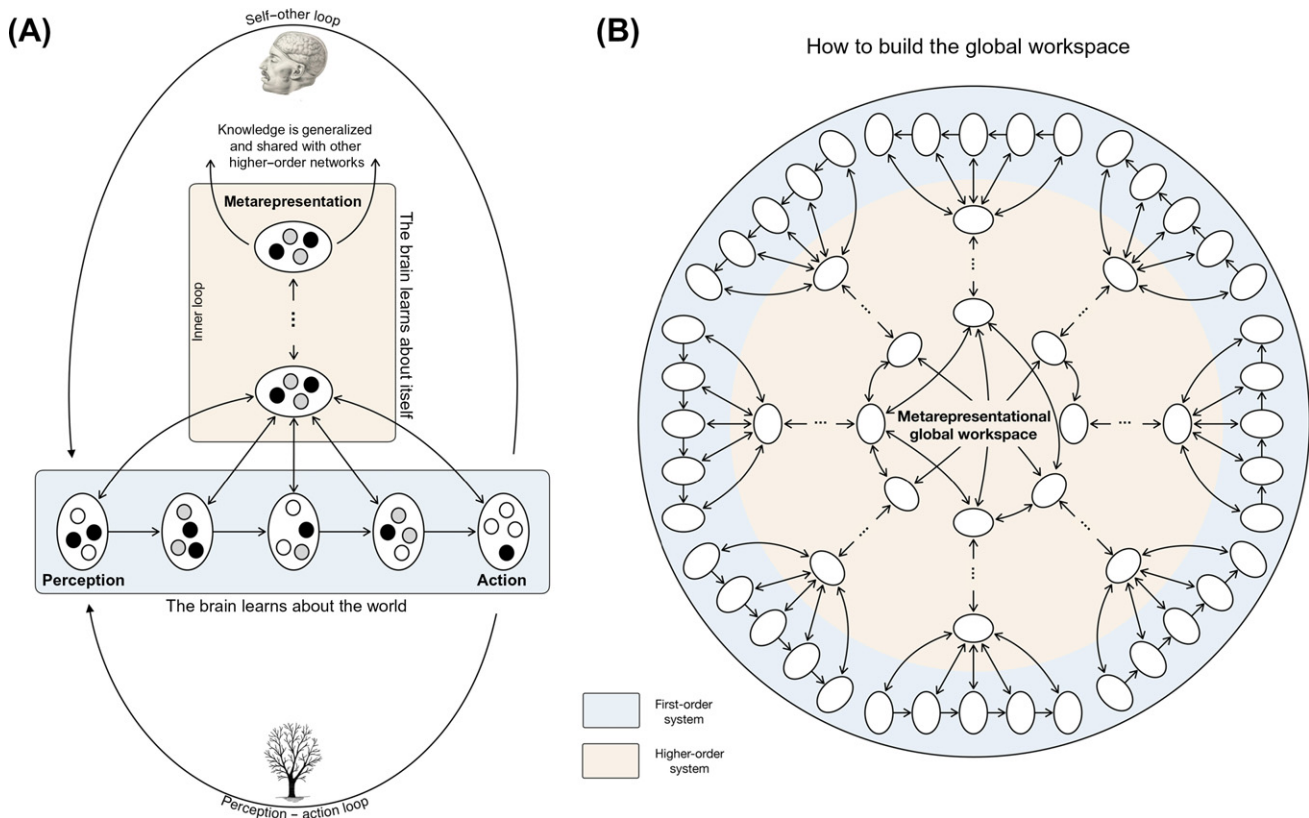 (A)
Self–other loop
Knowledge is generalized
and shared with other
higher–order networks
Metarepresentation
Inner loop
The brain learns about itself
...
Perception
Action
The brain learns about the world
Perception – action loop
(B)
How to build the global workspace
...
...
...
...
Metarepresentational
global workspace
...
...
...
...
First-order
system
Higher-order
system